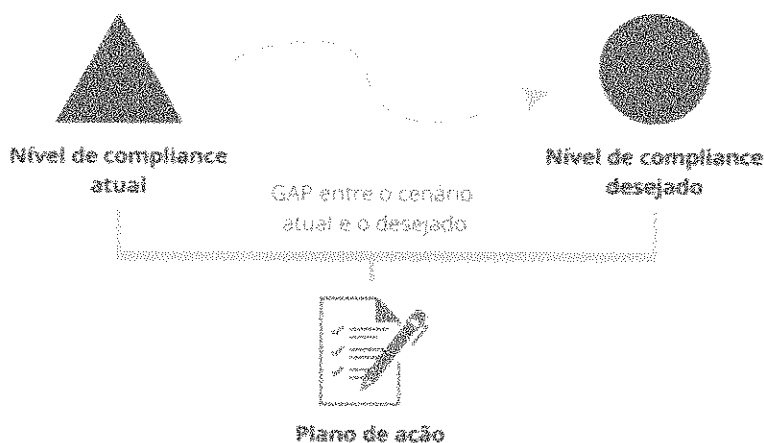 Nível de compliance
atual
Nível de compliance
desejado
GAP entre o cenário
atual e o desejado
Plano de ação